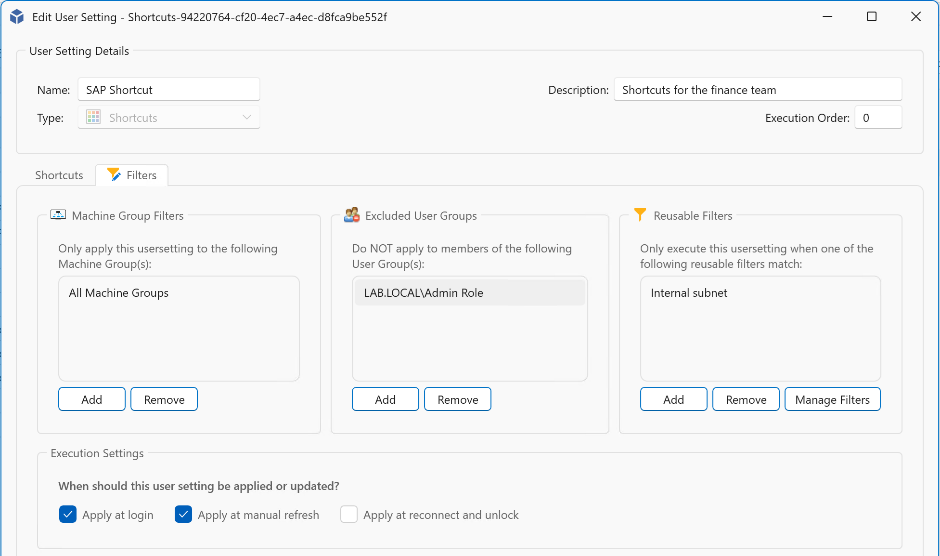 Edit User Setting - Shortcuts-94220764-cf20-4ec7-a4ec-d8fca9be552f
User Setting Details
Name: SAP Shortcut
Description: Shortcuts for the finance team
Type: Shortcuts
Execution Order: 0
Shortcuts
Filters
Machine Group Filters
Only apply this usersetting to the following
Machine Group(s):
All Machine Groups
Add
Remove
Excluded User Groups
Do NOT apply to members of the following
User Group(s):
LAB.LOCAL\Admin Role
Add
Remove
Reusable Filters
Only execute this usersetting when one of the
following reusable filters match:
Internal subnet
Add
Remove
Manage Filters
Execution Settings
When should this user setting be applied or updated?
Apply at login
Apply at manual refresh
Apply at reconnect and unlock